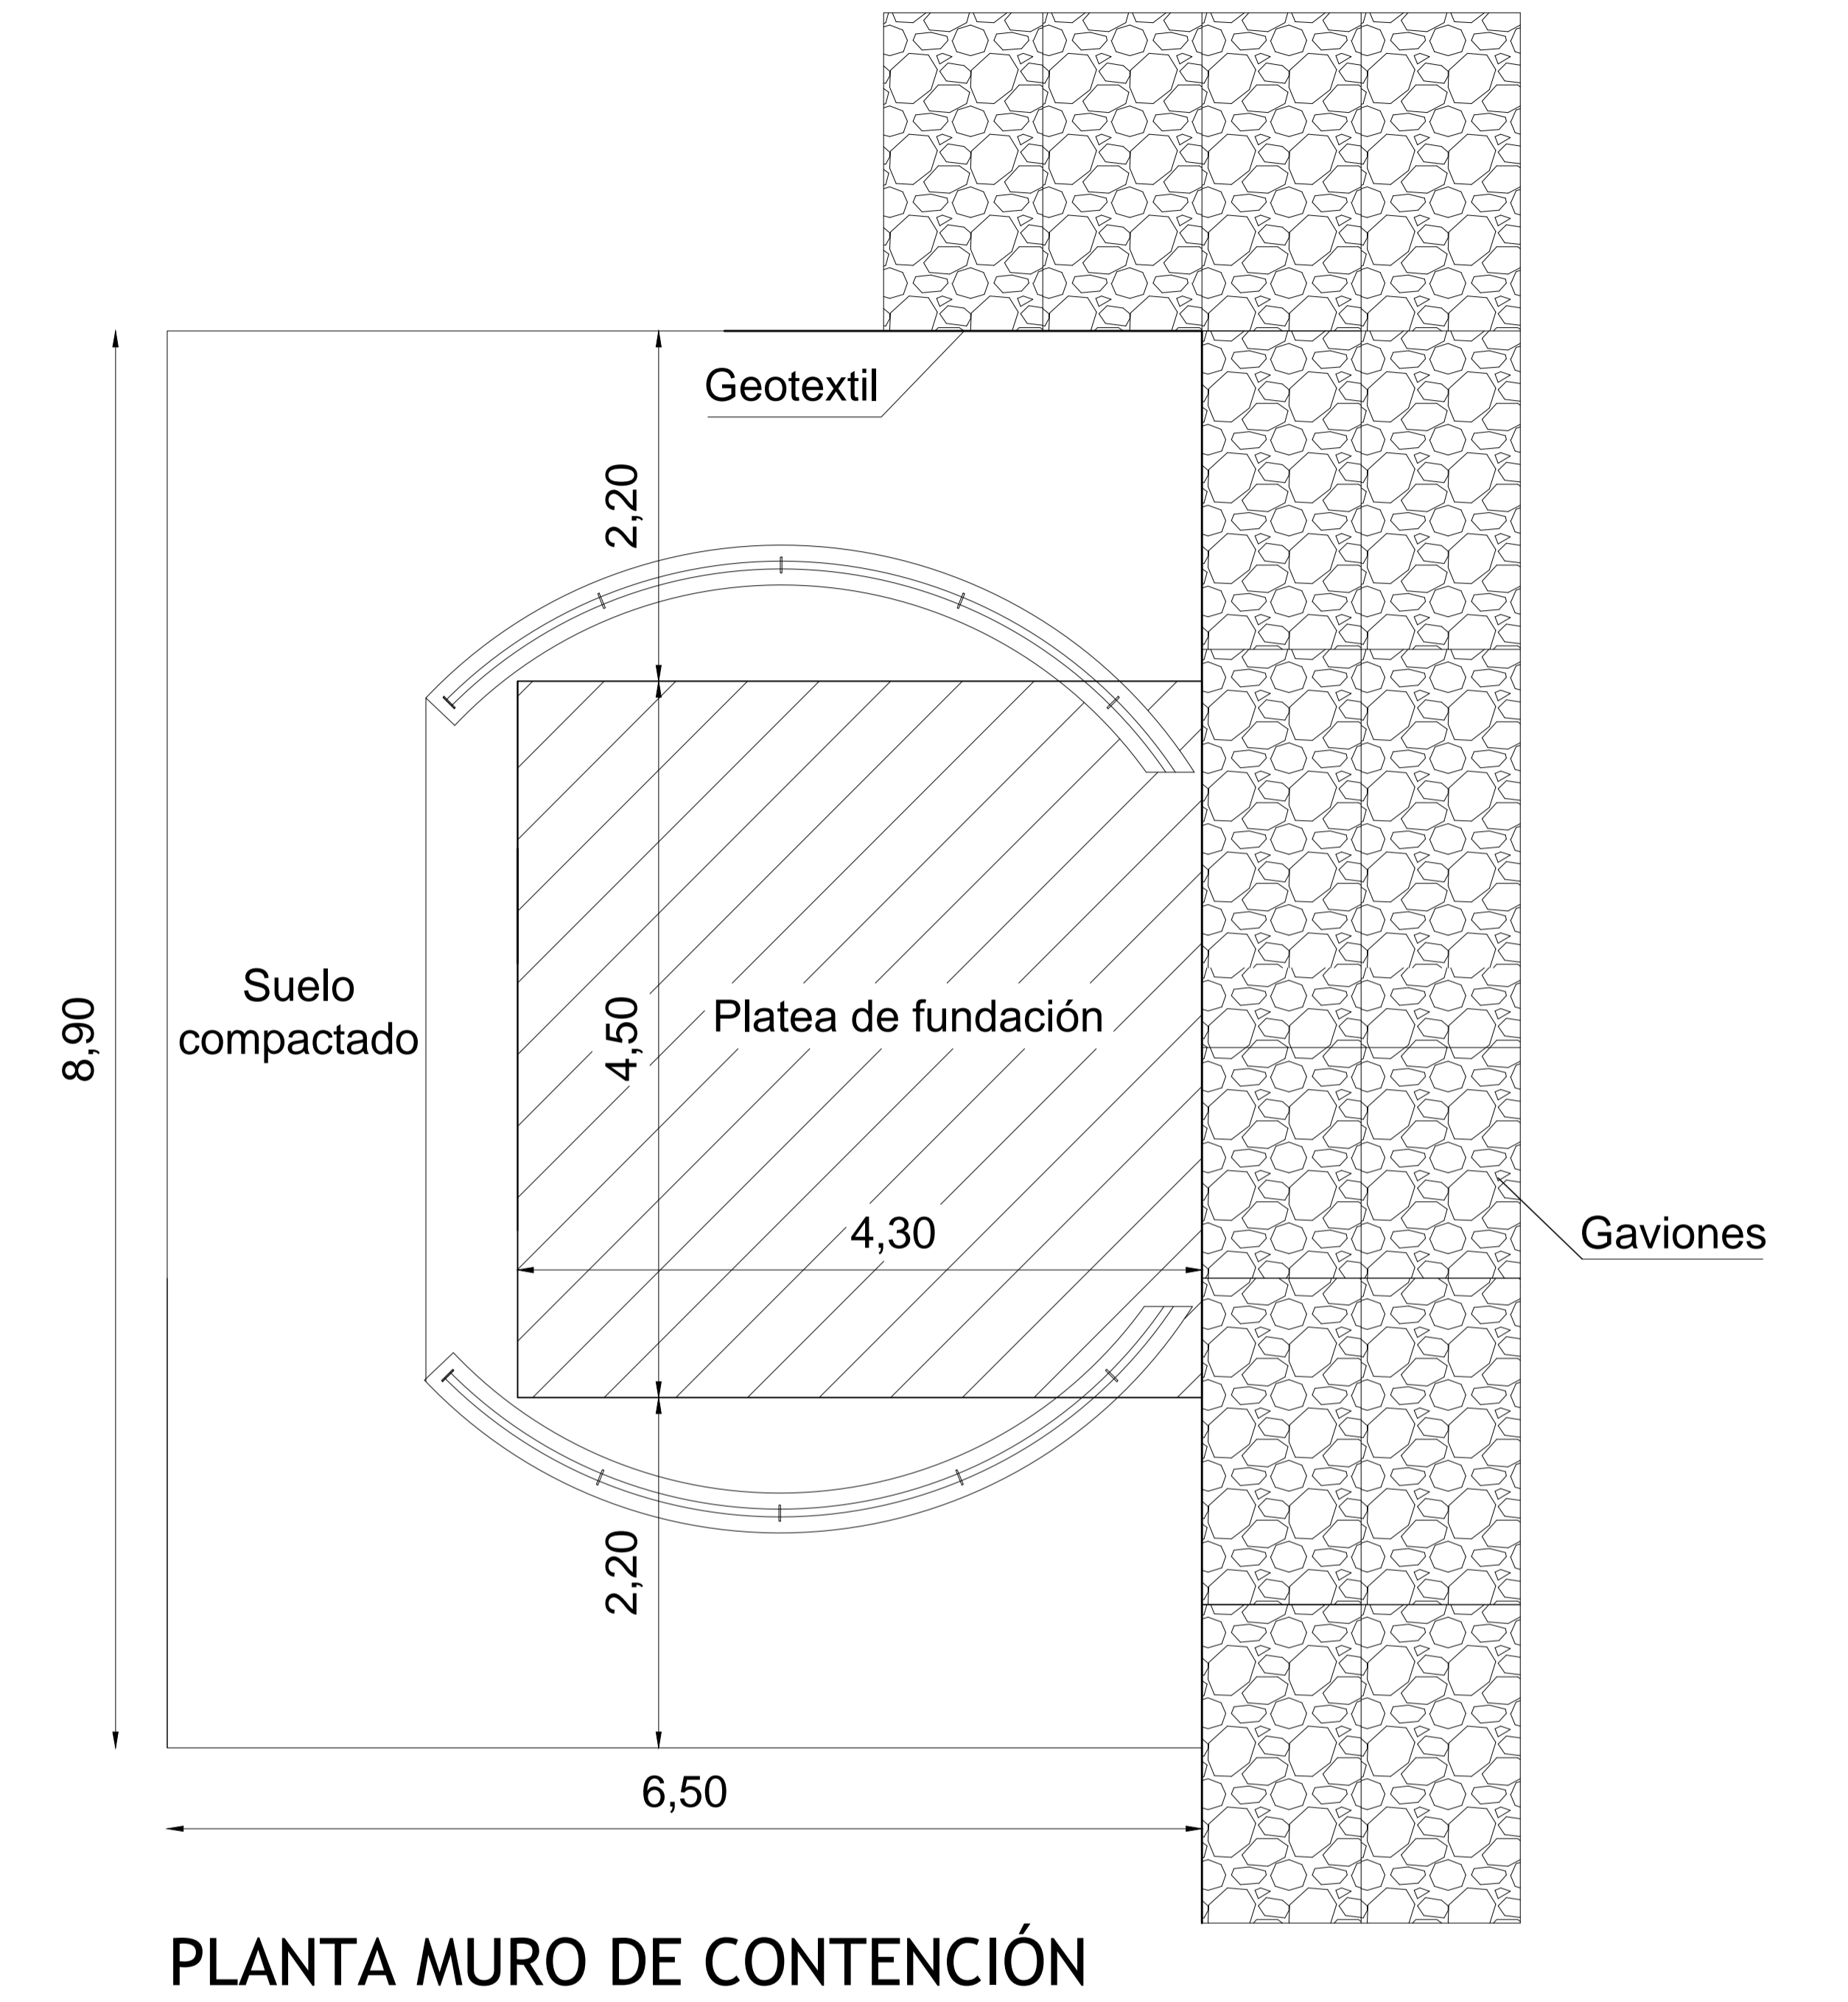 Geotextil
2,20
Suelo
compactado
8,90
4,50
Platea de fundación
4,30
Gaviones
2,20
6,50
PLANTA MURO DE CONTENCIÓN